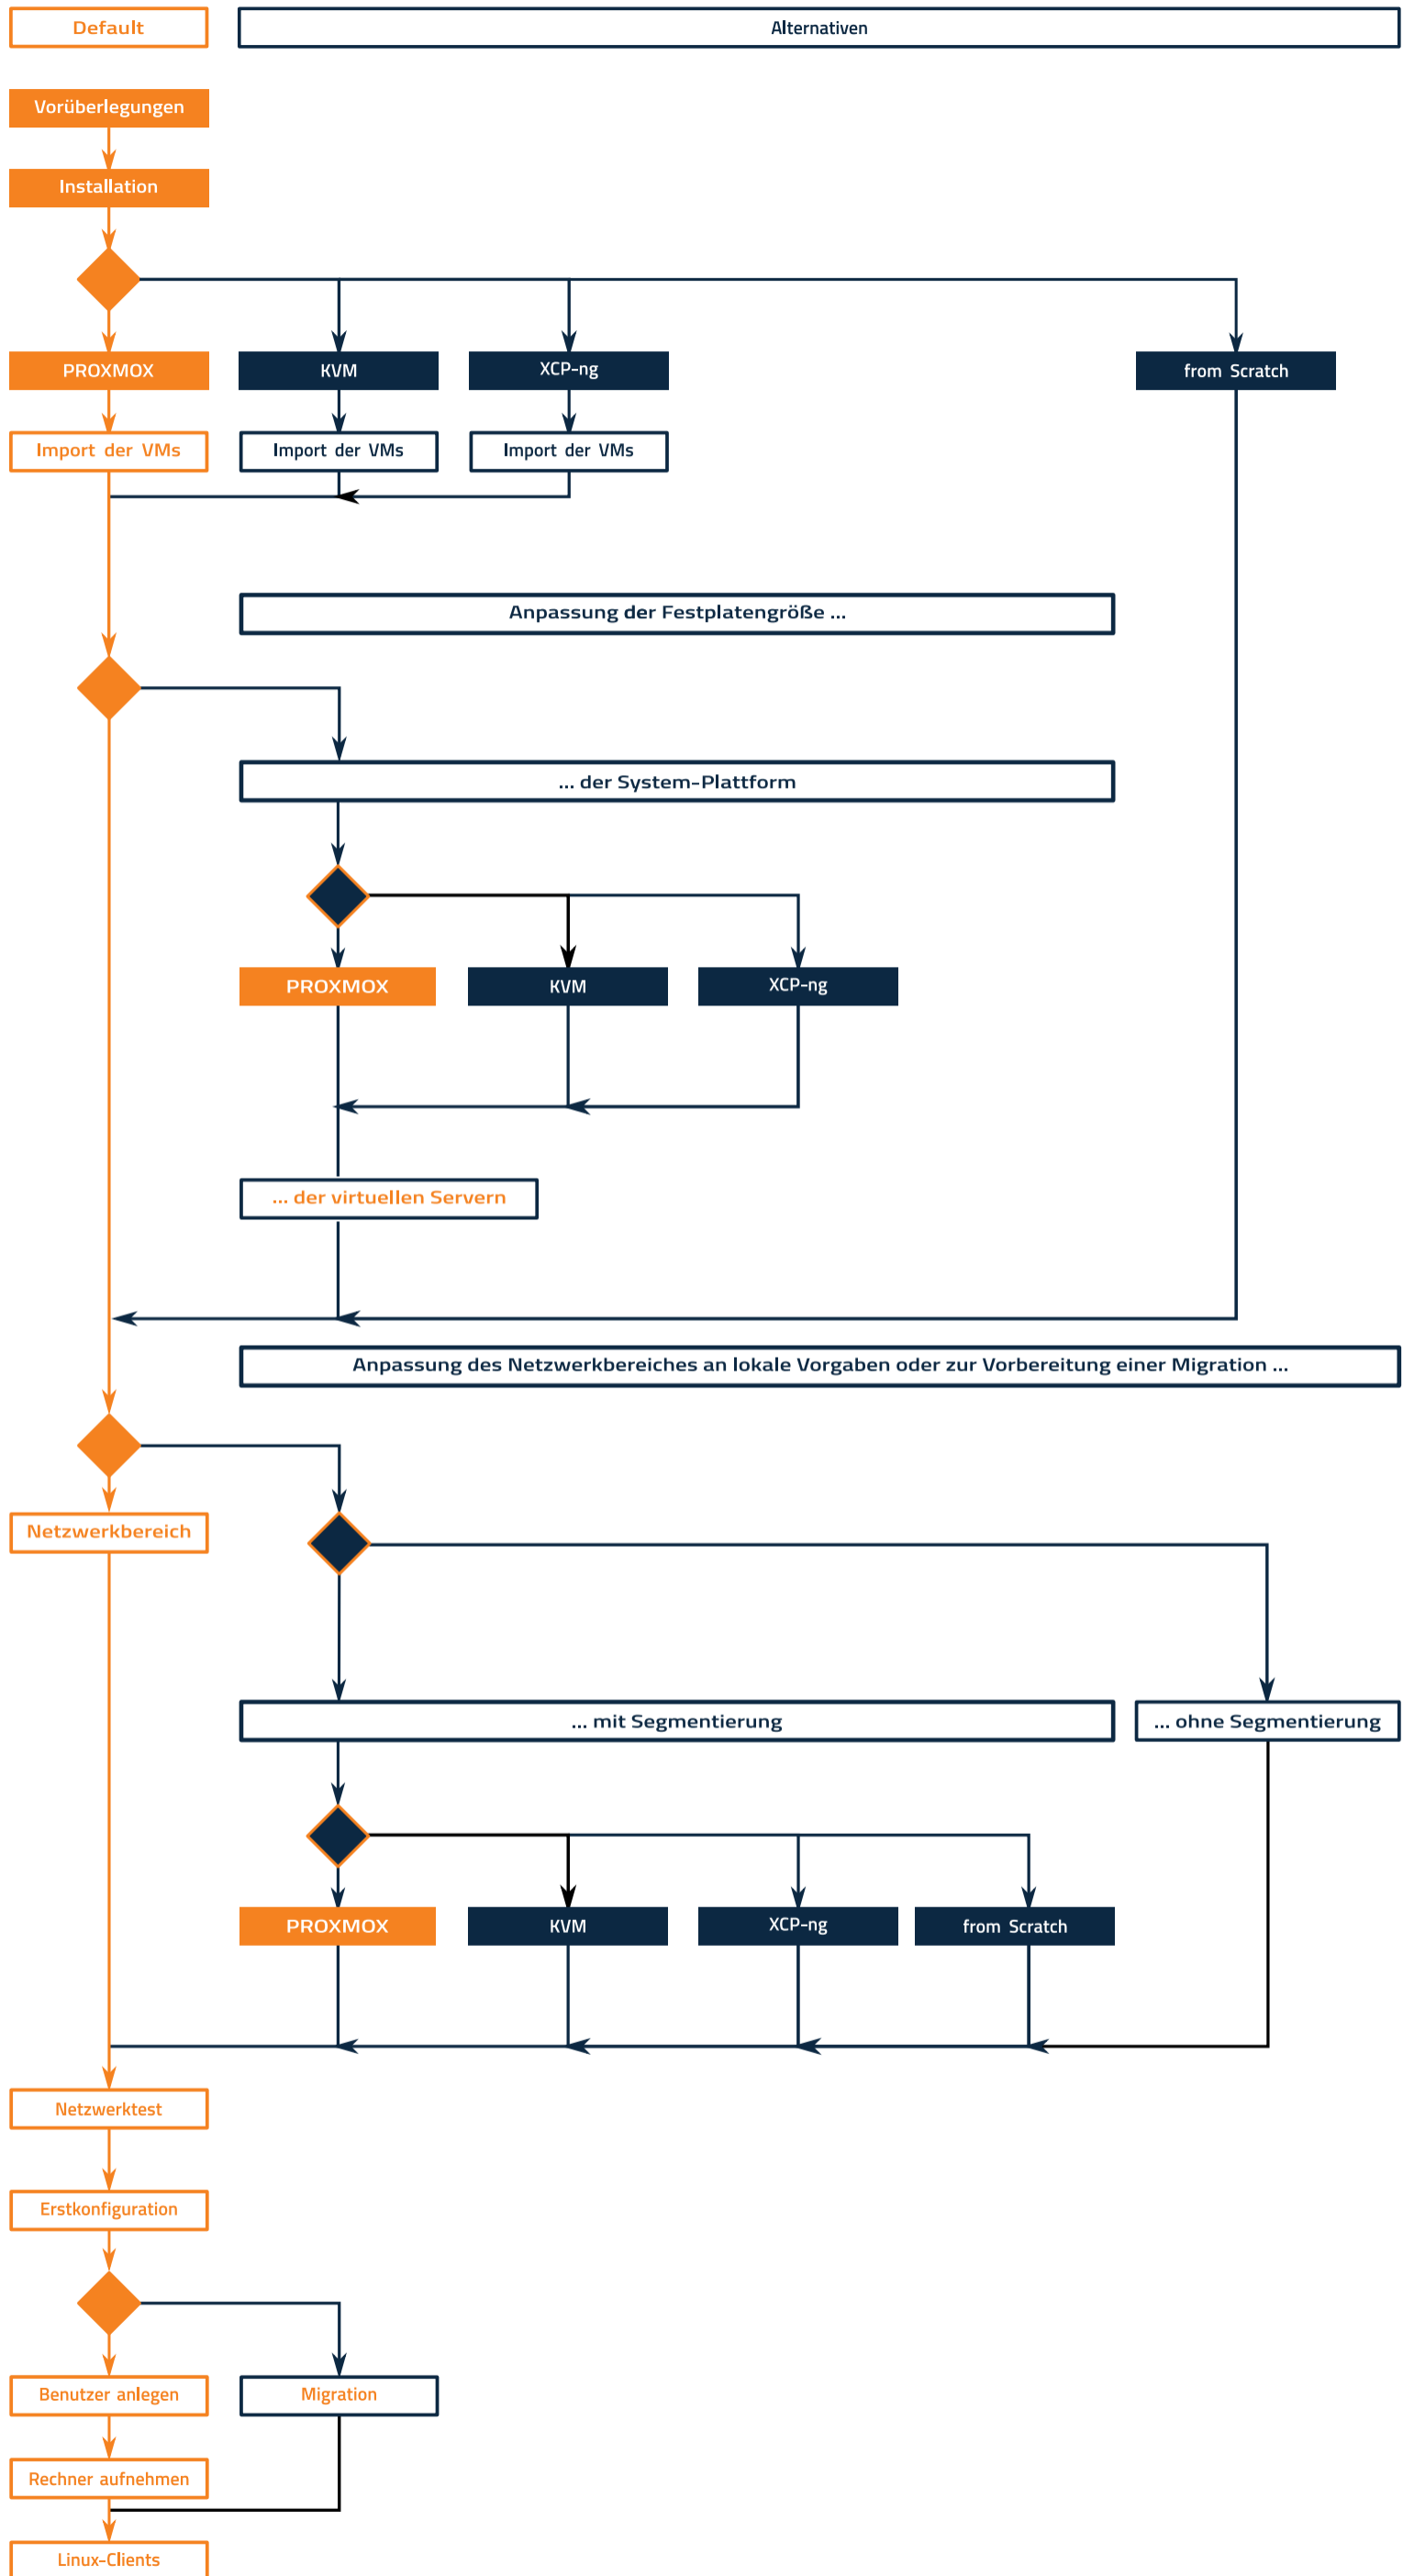 Default
Alternativen
Vorüberlegungen
Installation
PROXMOX
KVM
XCP-ng
from Scratch
Import der VMs
Import der VMs
Import der VMs
Anpassung der Festplatengröße ...
... der System-Plattform
PROXMOX
KVM
XCP-ng
... der virtuellen Servern
Anpassung des Netzwerkbereiches an lokale Vorgaben oder zur Vorbereitung einer Migration ...
Netzwerkbereich
... mit Segmentierung
... ohne Segmentierung
PROXMOX
KVM
XCP-ng
from Scratch
Netzwerktest
Erstkonfiguration
Benutzer anlegen
Migration
Rechner aufnehmen
Linux-Clients